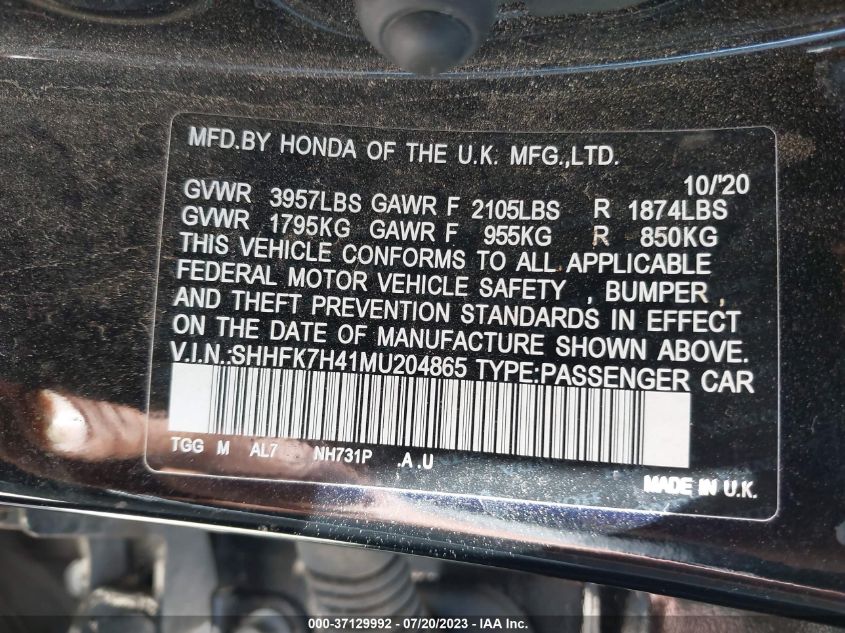 MFD.BY HONDA OF THE U.K. MFG.,LTD.
10/'20
GVWR 3957LBS GAWR F 2105LBS R 1874LBS
GVWR 1795KG GAWR F 955KG R 850KG
THIS VEHICLE CONFORMS TO ALL APPLICABLE
FEDERAL MOTOR VEHICLE SAFETY , BUMPER ,
AND THEFT PREVENTION STANDARDS IN EFFECT
ON THE DATE OF MANUFACTURE SHOWN ABOVE.
V.I.N.:SHHFK7H41MU204865 TYPE:PASSENGER CAR
TGG M AL7 NH731P .A .U
MADE IN U.K.
000-37129992 - 07/20/2023 - IAA Inc.